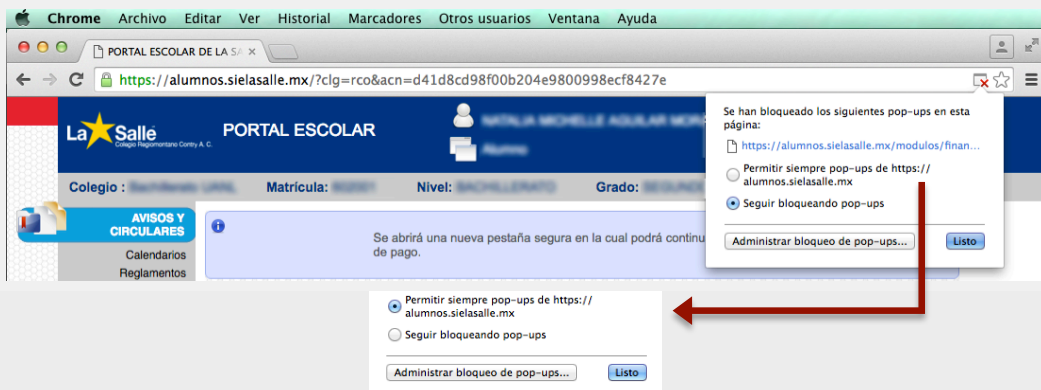 Chrome Archivo Editar Ver Historial Marcadores Otros usuarios Ventana Ayuda
PORTAL ESCOLAR DE LA SA
https://alumnos.sielasalle.mx/?clg=rco&acn=d41d8cd98f00b204e9800998ecf8427e
La Salle
Colegio Regiomontano Contry A. C.
PORTAL ESCOLAR
Alumno
Colegio :
Matrícula:
Nivel: BACHILLERATO
Grado:
AVISOS Y
CIRCULARES
Calendarios
Reglamentos
Se abrirá una nueva pestaña segura en la cual podrá continu
de pago.
Se han bloqueado los siguientes pop-ups en esta
página:
https://alumnos.sielasalle.mx/modulos/finan...
Permitir siempre pop-ups de https://
alumnos.sielasalle.mx
Seguir bloqueando pop-ups
Administrar bloqueo de pop-ups... Listo
Permitir siempre pop-ups de https://
alumnos.sielasalle.mx
Seguir bloqueando pop-ups
Administrar bloqueo de pop-ups... Listo